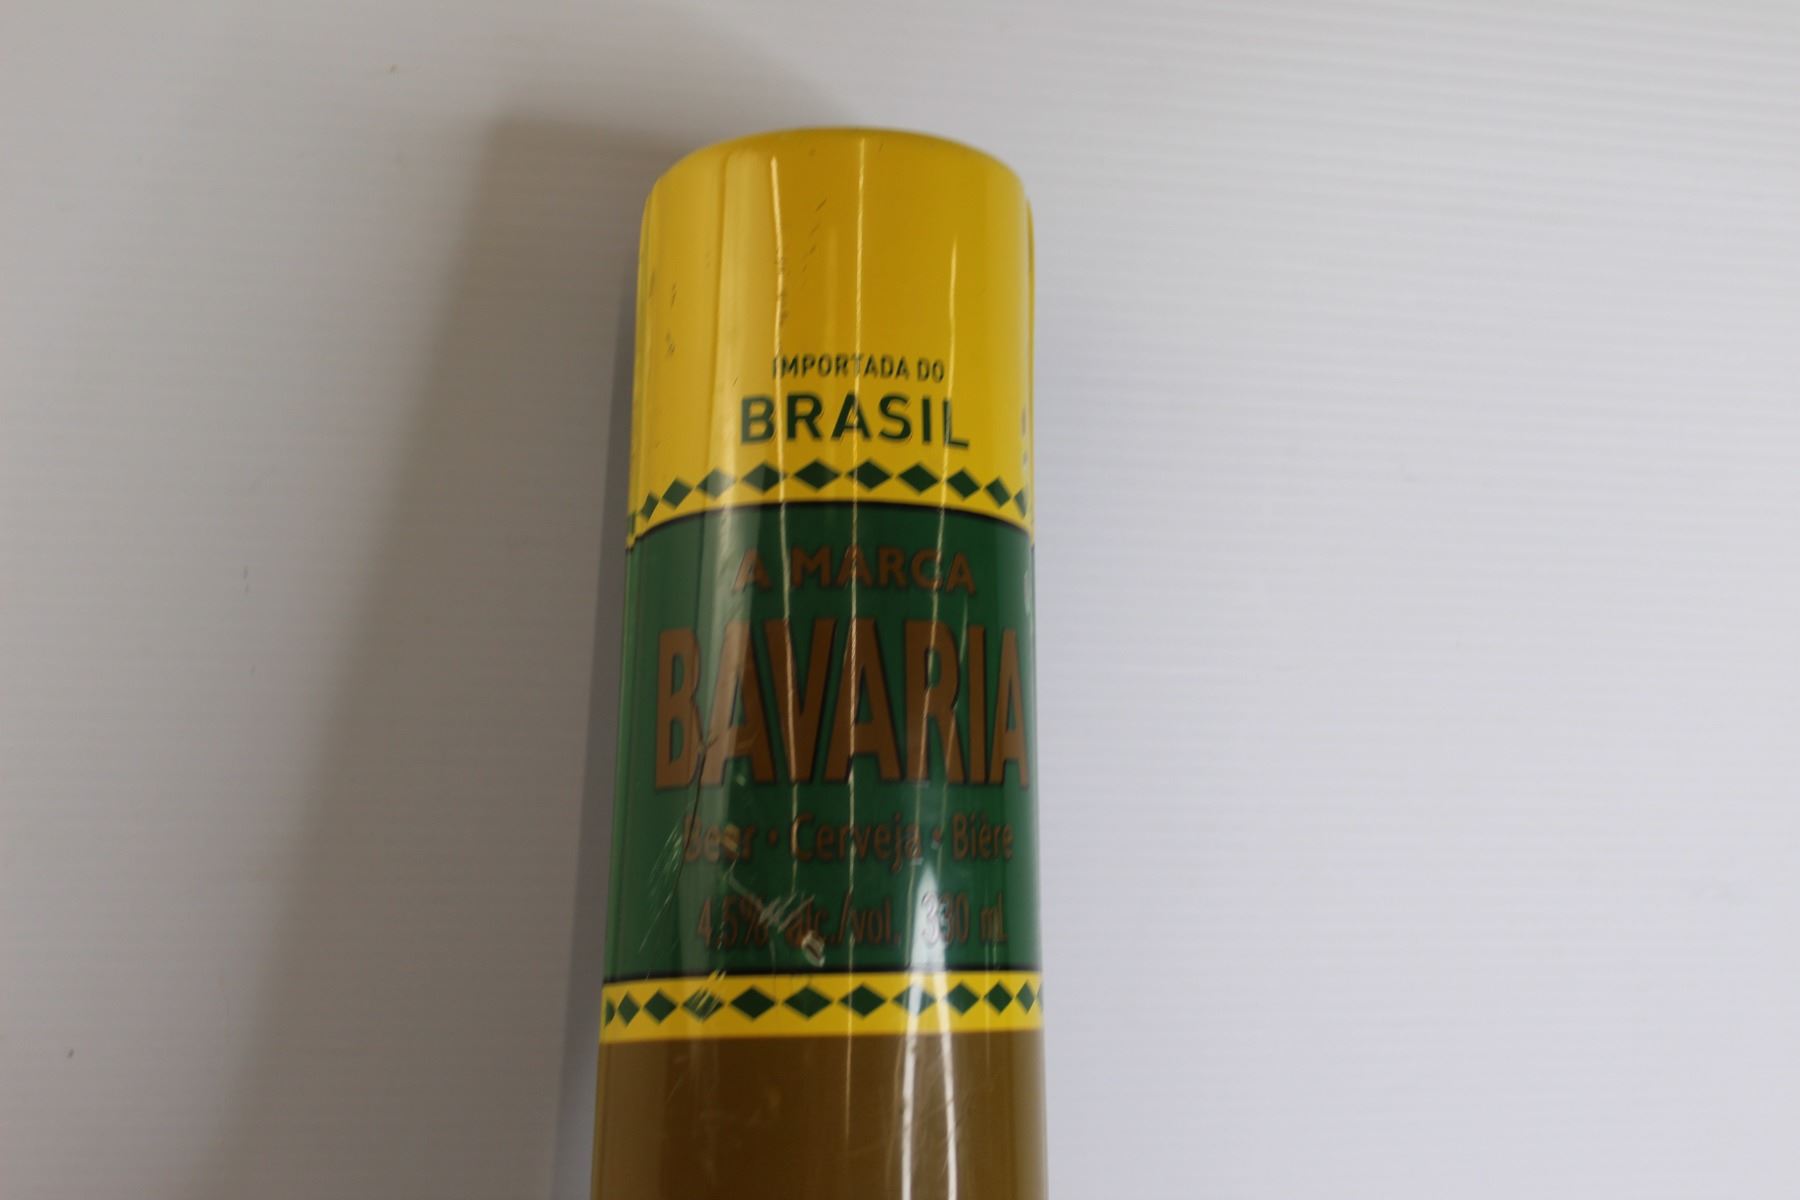 IMPORTADA DO
BRASIL
A MARCA
BAVARIA
Beer • Cerveja • Bière
4,5% alc./vol. 330 mL